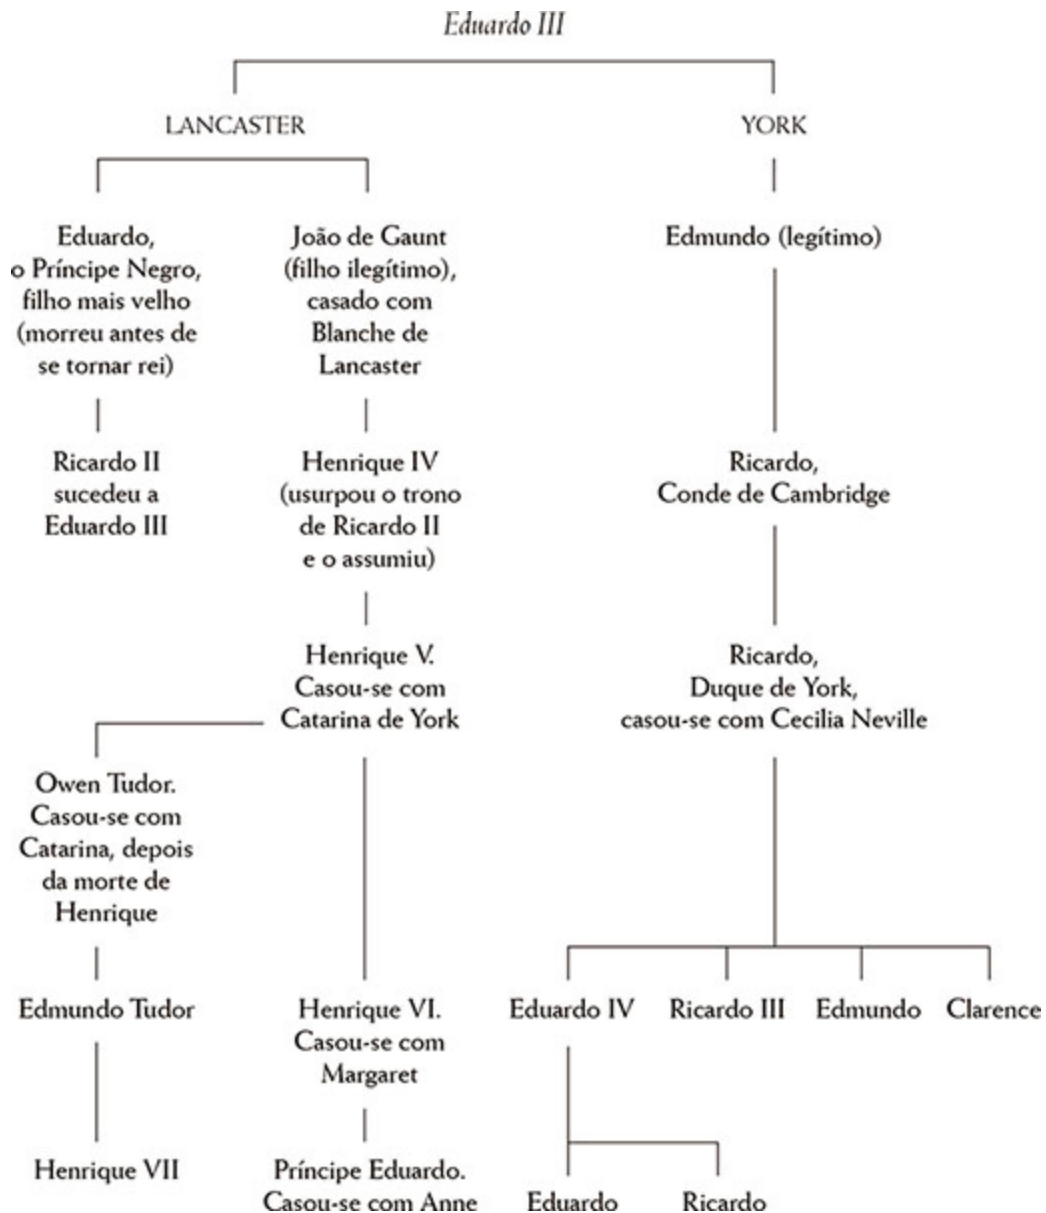 Eduardo III
LANCASTER
YORK
Eduardo,
o Príncipe Negro,
filho mais velho
(morreu antes de
se tornar rei)
João de Gaunt
(filho ilegítimo),
casado com
Blanche de
Lancaster
Edmundo (legítimo)
Ricardo II
sucedeu a
Eduardo III
Henrique IV
(usurpou o trono
de Ricardo II
e o assumiu)
Ricardo,
Conde de Cambridge
Henrique V.
Casou-se com
Catarina de York
Ricardo,
Duque de York,
casou-se com Cecilia Neville
Owen Tudor.
Casou-se com
Catarina, depois
da morte de
Henrique
Edmundo Tudor
Henrique VI.
Casou-se com
Margaret
Eduardo IV
Ricardo III
Edmundo
Clarence
Henrique VII
Príncipe Eduardo.
Casou-se com Anne
Eduardo
Ricardo